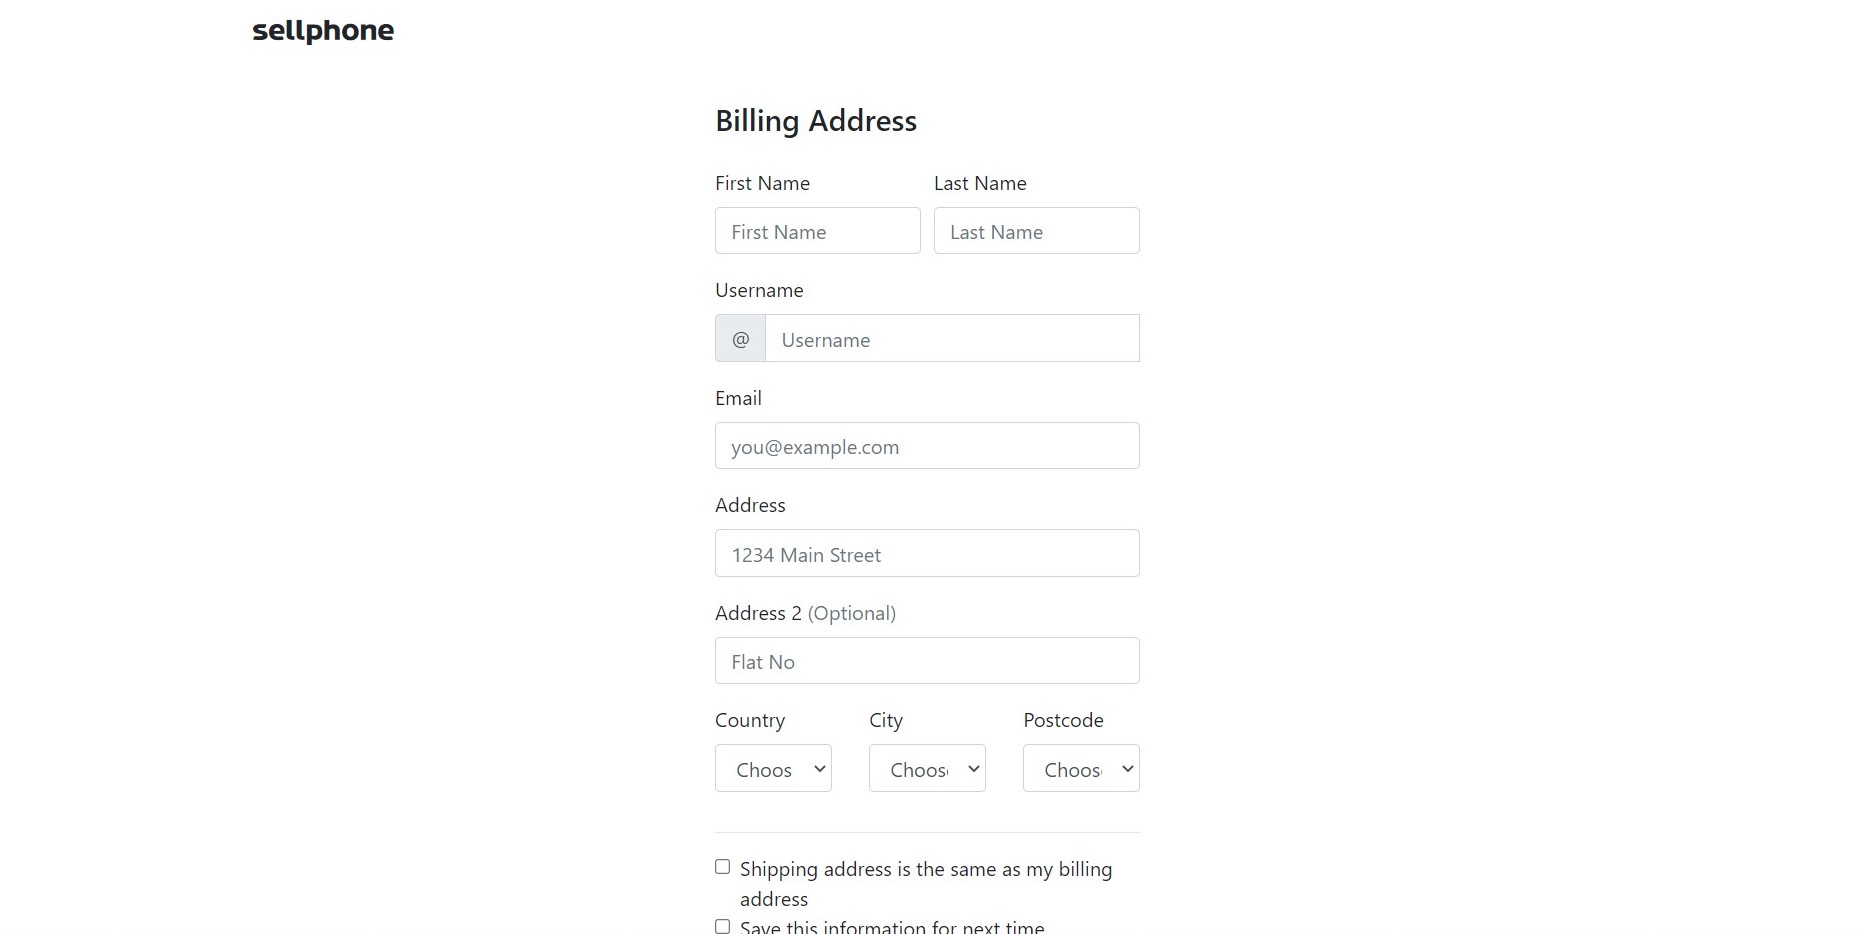 sellphone
Billing Address
First Name Last Name
First Name Last Name
Username
@ Username
Email
you@example.com
Address
1234 Main Street
Address 2 (Optional)
Flat No
Country City Postcode
Choos Choos Choos
Shipping address is the same as my billing
address
Save this information for next time